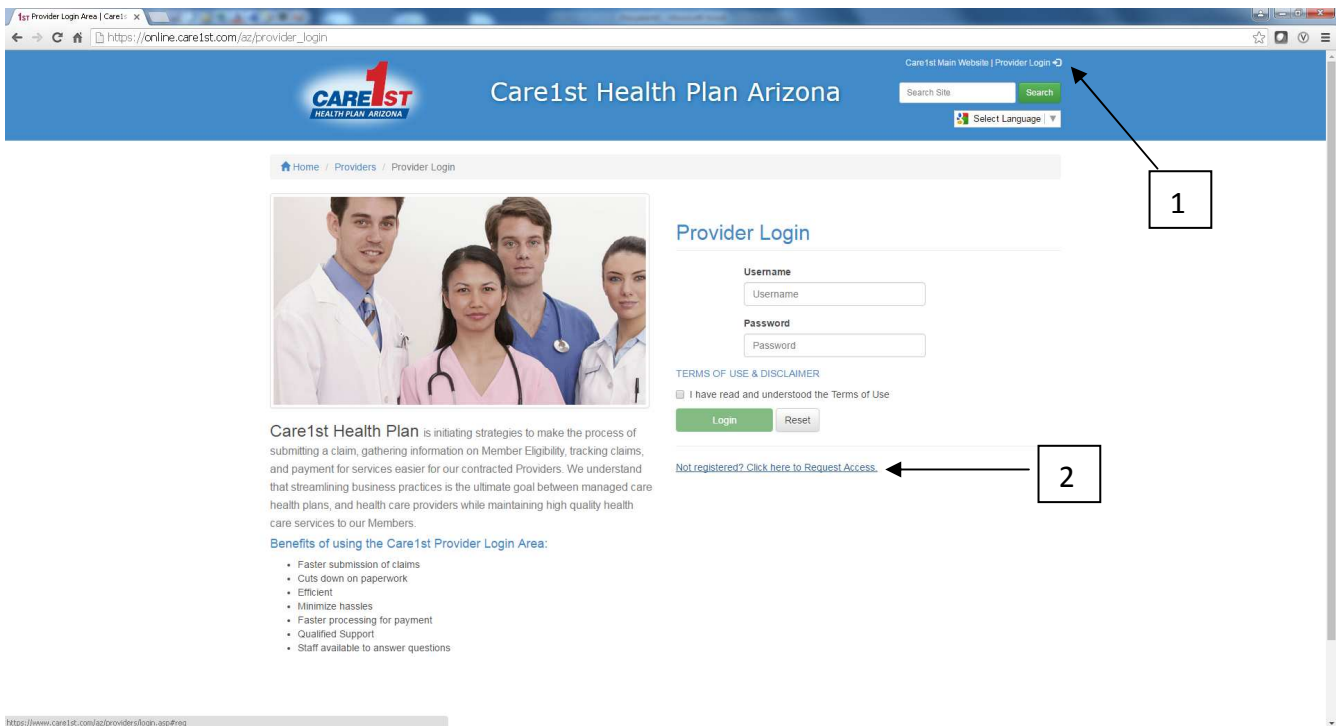 1ST Provider Login Area | Care1s
https://online.care1st.com/az/provider_login
Care1st Main Website | Provider Login
CARE1ST
HEALTH PLAN ARIZONA
Care1st Health Plan Arizona
Search Site
Search
Select Language
1
Home / Providers / Provider Login
Provider Login
Username
Username
Password
Password
TERMS OF USE & DISCLAIMER
I have read and understood the Terms of Use
Login
Reset
Not registered? Click here to Request Access.
2
Care1st Health Plan is initiating strategies to make the process of
submitting a claim, gathering information on Member Eligibility, tracking claims,
and payment for services easier for our contracted Providers. We understand
that streamlining business practices is the ultimate goal between managed care
health plans, and health care providers while maintaining high quality health
care services to our Members.
Benefits of using the Care1st Provider Login Area:
• Faster submission of claims
• Cuts down on paperwork
• Efficient
• Minimize hassles
• Faster processing for payment
• Qualified Support
• Staff available to answer questions
https://www.care1st.com/az/providers/login.asp#reg